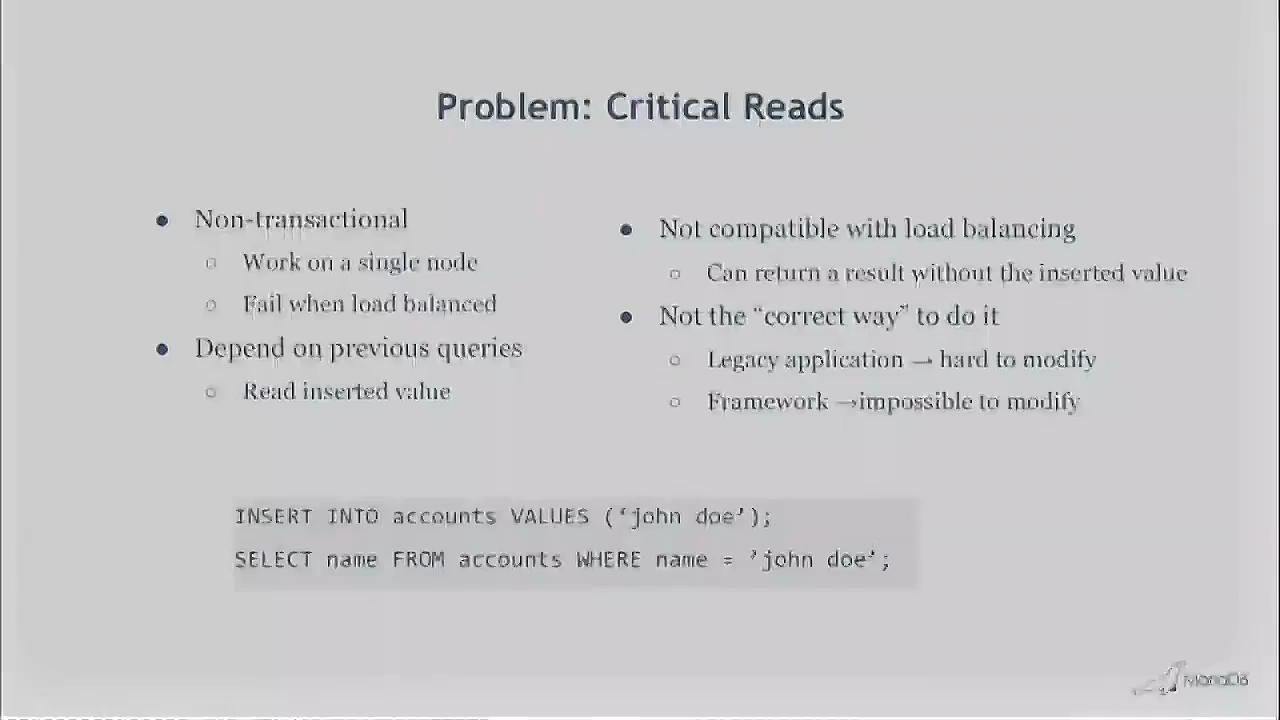 Problem: Critical Reads
● Non-transactional
○ Work on a single node
○ Fail when load balanced
● Depend on previous queries
○ Read inserted value
● Not compatible with load balancing
○ Can return a result without the inserted value
● Not the “correct way” to do it
○ Legacy application → hard to modify
○ Framework →impossible to modify
INSERT INTO accounts VALUES (‘john doe’);
SELECT name FROM accounts WHERE name = ’john doe’;
MariaDB